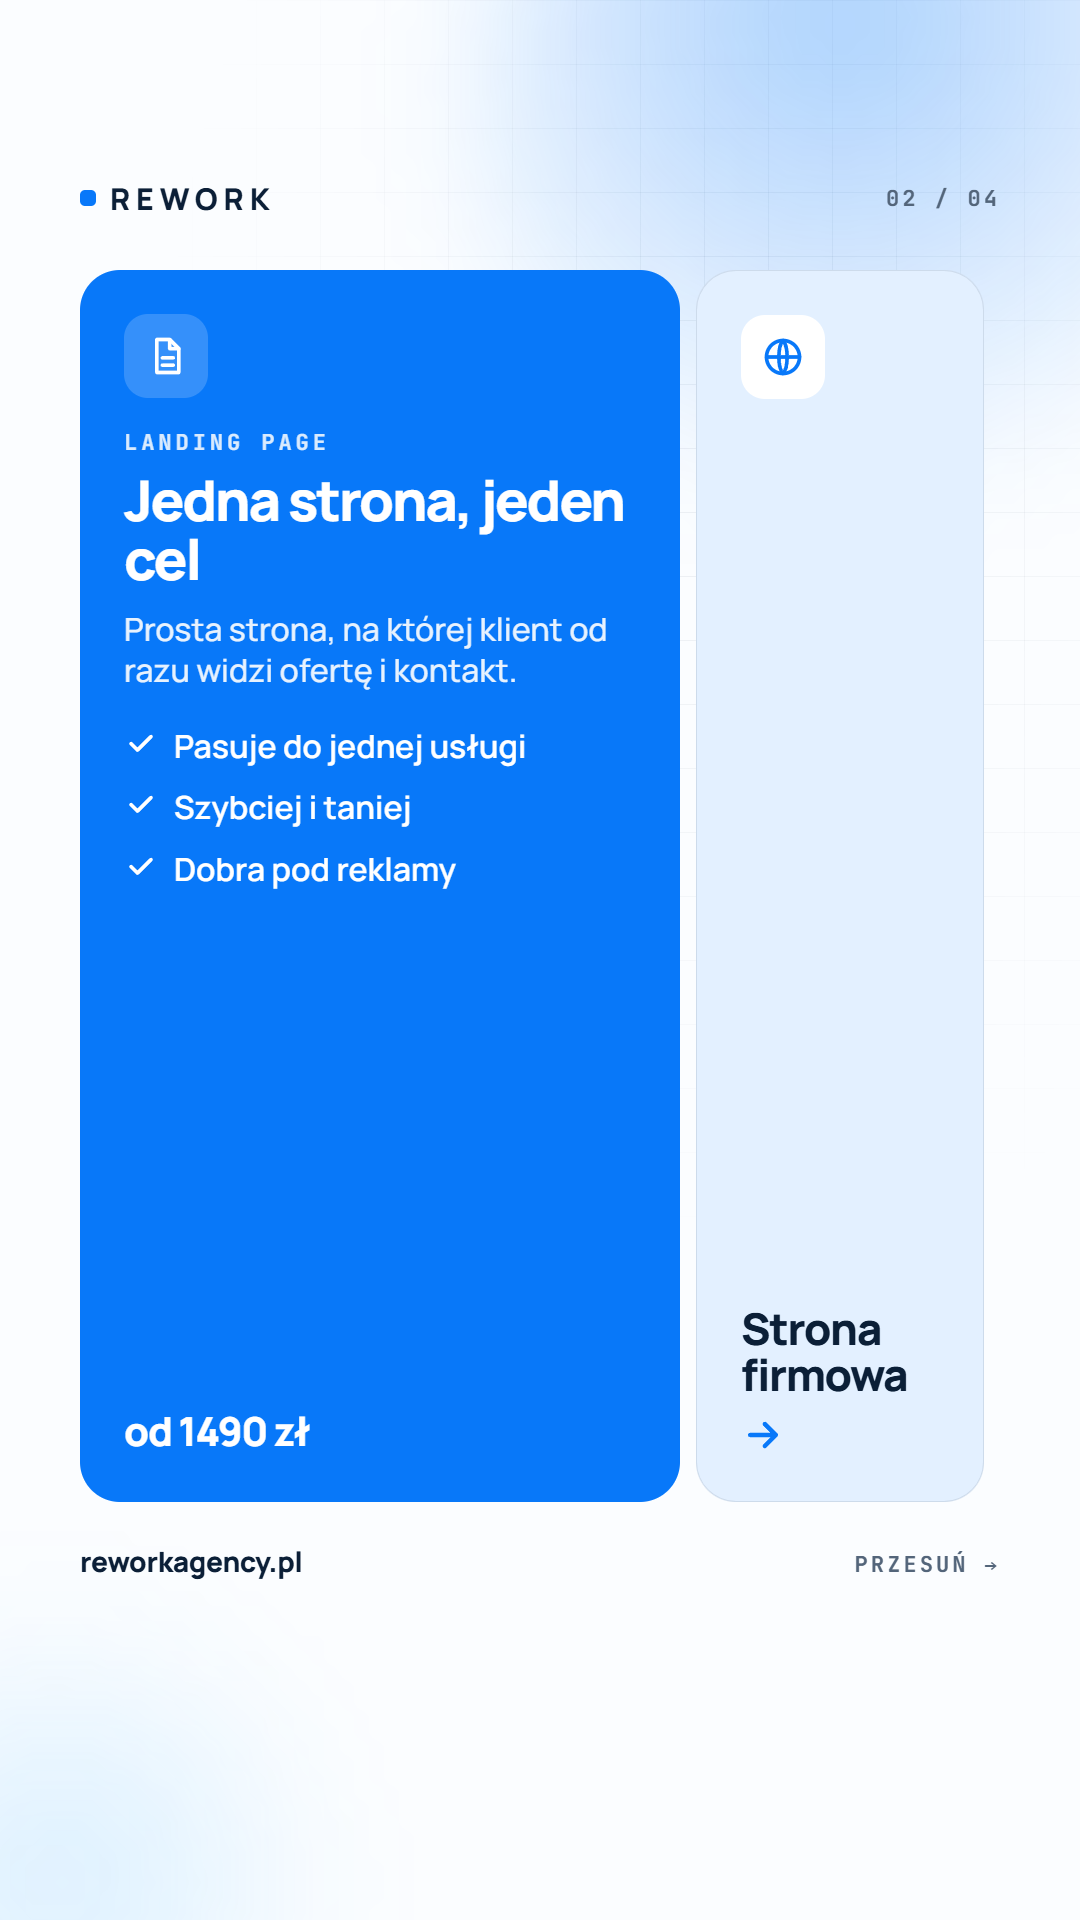 REWORK
02 / 04
LANDING PAGE
Jedna strona, jeden
cel
Prosta strona, na której klient od
razu widzi ofertę i kontakt.
Pasuje do jednej usługi
Szybciej i taniej
Dobra pod reklamy
od 1490 zł
Strona
firmowa
→
reworkagency.pl
PRZESUŃ →